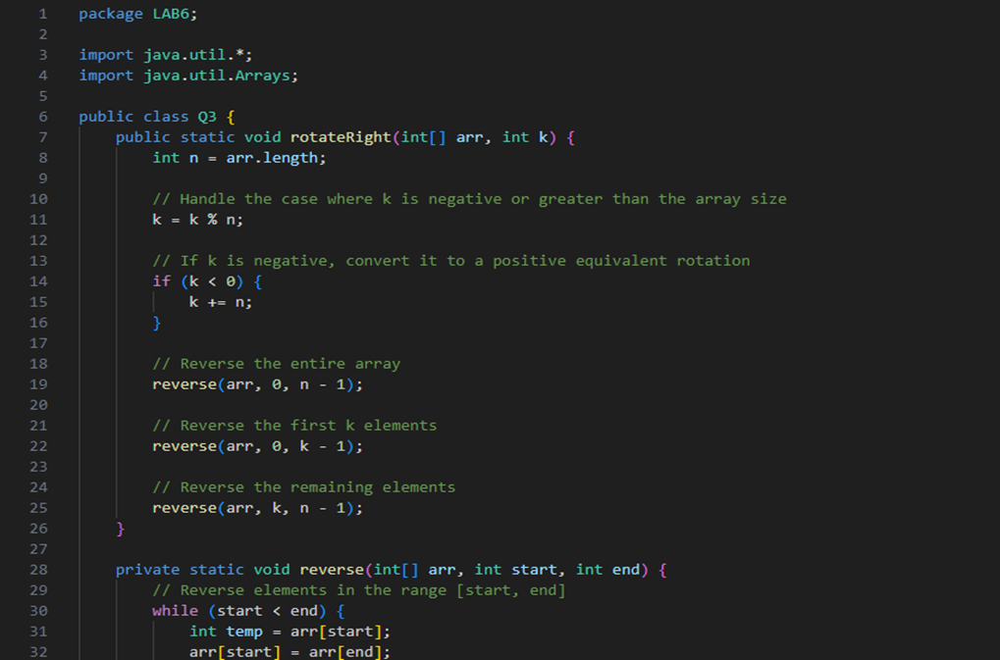 1 package LAB6;
2
3 import java.util.*;
4 import java.util.Arrays;
5
6 public class Q3 {
7 public static void rotateRight(int[] arr, int k) {
8 int n = arr.length;
9
10 // Handle the case where k is negative or greater than the array size
11 k = k % n;
12
13 // If k is negative, convert it to a positive equivalent rotation
14 if (k < 0) {
15 k += n;
16 }
17
18 // Reverse the entire array
19 reverse(arr, 0, n - 1);
20
21 // Reverse the first k elements
22 reverse(arr, 0, k - 1);
23
24 // Reverse the remaining elements
25 reverse(arr, k, n - 1);
26 }
27
28 private static void reverse(int[] arr, int start, int end) {
29 // Reverse elements in the range [start, end]
30 while (start < end) {
31 int temp = arr[start];
32 arr[start] = arr[end];